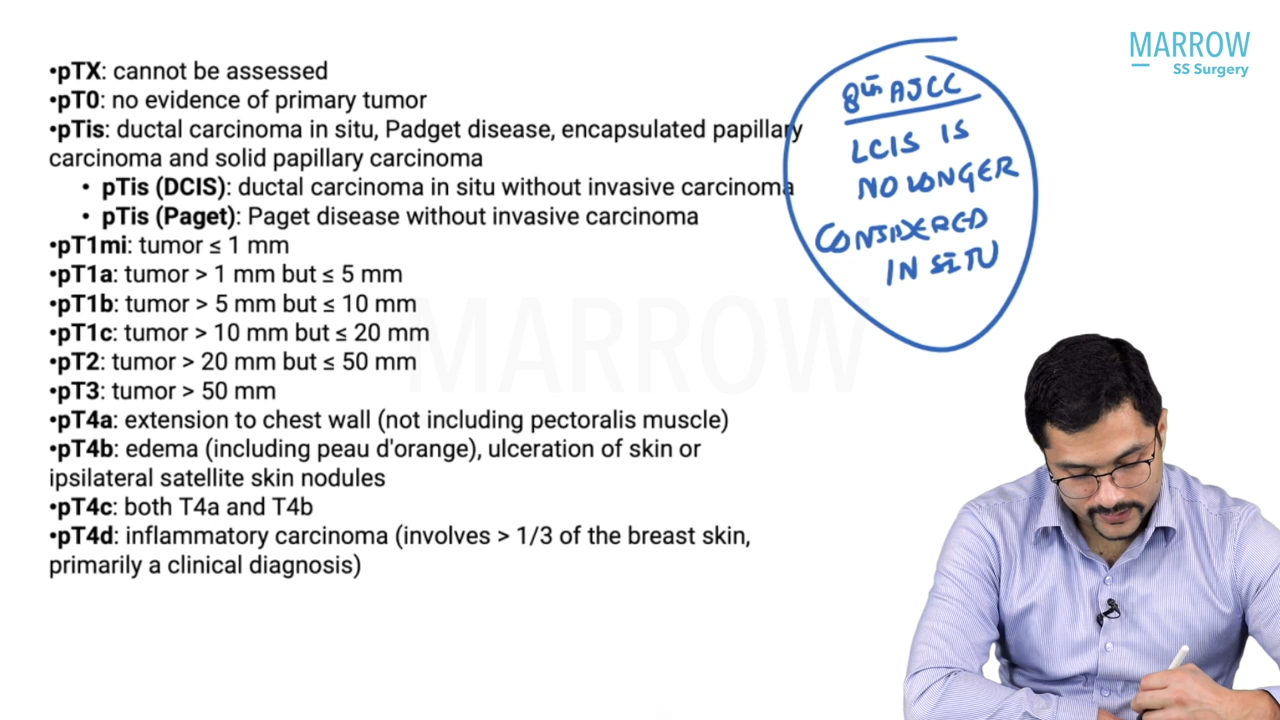 MARROW
SS Surgery
•pTX: cannot be assessed
•pT0: no evidence of primary tumor
•pTis: ductal carcinoma in situ, Padget disease, encapsulated papillary
carcinoma and solid papillary carcinoma
• pTis (DCIS): ductal carcinoma in situ without invasive carcinoma
• pTis (Paget): Paget disease without invasive carcinoma
•pT1mi: tumor ≤ 1 mm
•pT1a: tumor > 1 mm but ≤ 5 mm
•pT1b: tumor > 5 mm but ≤ 10 mm
•pT1c: tumor > 10 mm but ≤ 20 mm
•pT2: tumor > 20 mm but ≤ 50 mm
•pT3: tumor > 50 mm
•pT4a: extension to chest wall (not including pectoralis muscle)
•pT4b: edema (including peau d'orange), ulceration of skin or
ipsilateral satellite skin nodules
•pT4c: both T4a and T4b
•pT4d: inflammatory carcinoma (involves > 1/3 of the breast skin,
primarily a clinical diagnosis)
8th AJCC
LCIS IS
NO LONGER
CONSIDERED
IN SITU
MARROW